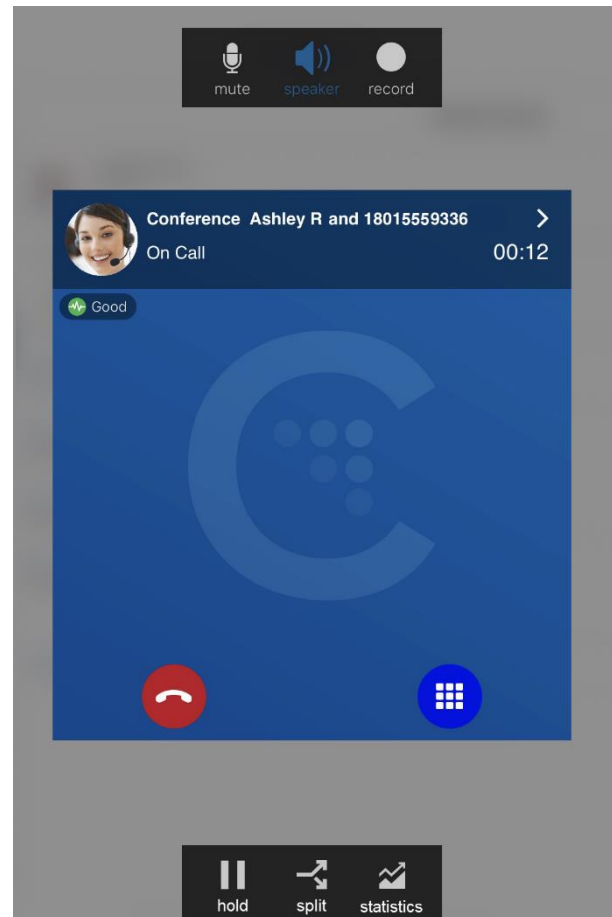 mute speaker record
Conference Ashley R and 18015559336
On Call 00:12
Good
hold split statistics